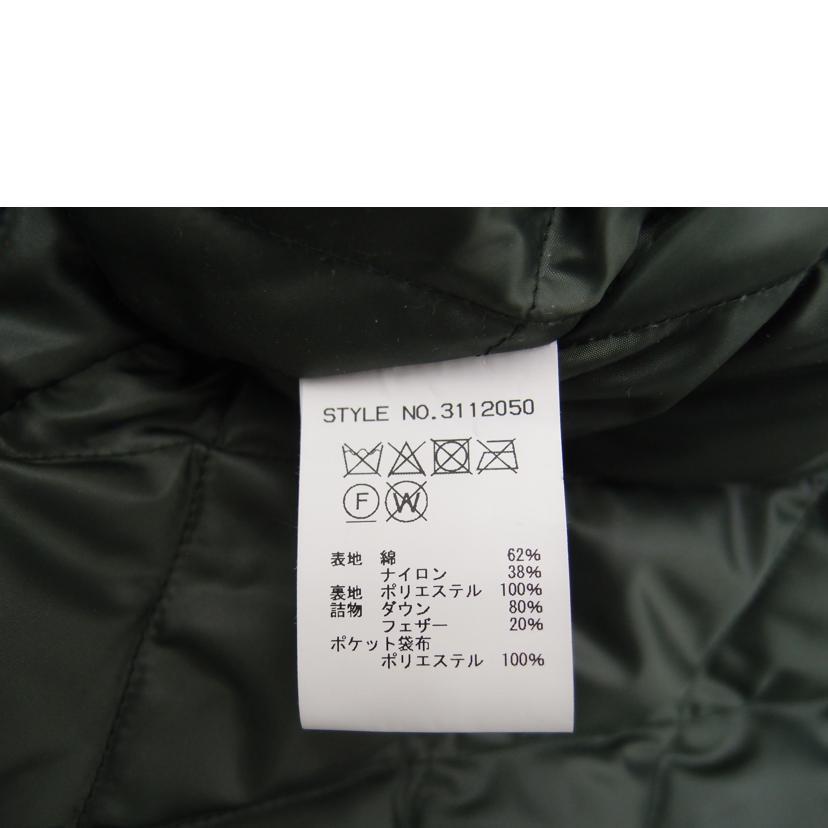 STYLE NO.3112050
F W
表地 綿 62%
ナイロン 38%
裏地 ポリエステル 100%
詰物 ダウン 80%
フェザー 20%
ポケット袋布
ポリエステル 100%